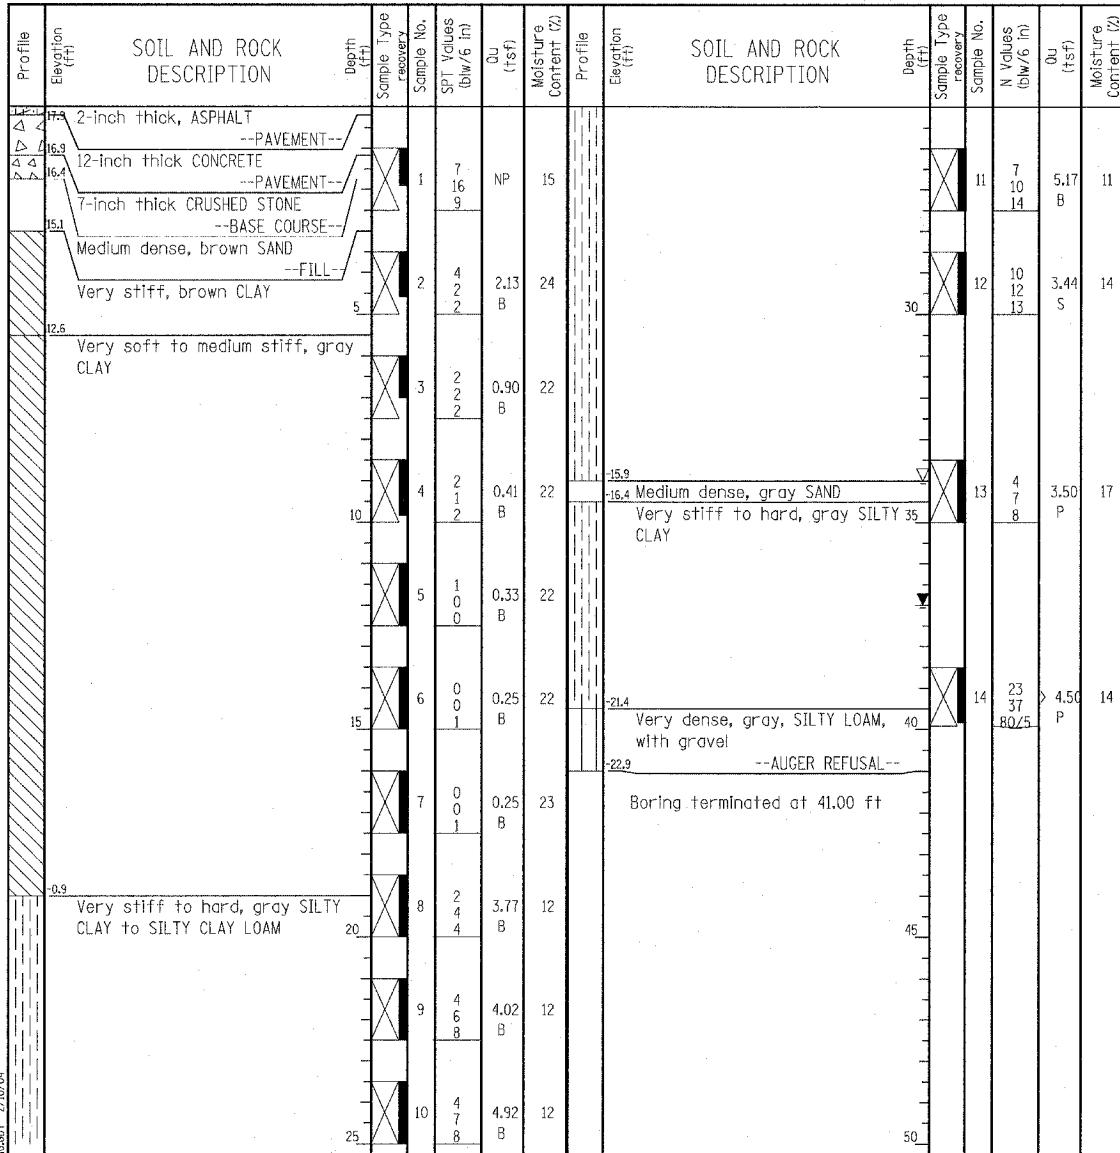 Profile
Elevation (ft)
SOIL AND ROCK
DESCRIPTION
Depth (ft)
Sample Type
recovery
Sample No.
SPT Values
(blw/6 in)
Qu
(tsf)
Moisture
Content (%)
Profile
Elevation (ft)
SOIL AND ROCK
DESCRIPTION
Depth (ft)
Sample Type
recovery
Sample No.
N Values
(blw/6 in)
Qu
(tsf)
Moisture
Content (%)
17.9 2-inch thick, ASPHALT
--PAVEMENT--
16.9 12-inch thick CONCRETE
--PAVEMENT--
16.4
7-inch thick CRUSHED STONE
--BASE COURSE--
15.1
Medium dense, brown SAND
--FILL--
Very stiff, brown CLAY
5
12.6
Very soft to medium stiff, gray
CLAY
10
15
-0.9
Very stiff to hard, gray SILTY
CLAY to SILTY CLAY LOAM
20
25
1 7 16 9 NP 15
2 4 2 2 2.13 B 24
3 2 2 2 0.90 B 22
4 2 1 2 0.41 B 22
5 1 0 0 0.33 B 22
6 0 0 1 0.25 B 22
7 0 0 1 0.25 B 23
8 2 4 4 3.77 B 12
9 4 6 8 4.02 B 12
10 4 7 8 4.92 B 12
30
-15.9
-16.4 Medium dense, gray SAND
Very stiff to hard, gray SILTY 35
CLAY
-21.4
Very dense, gray, SILTY LOAM, 40
with gravel
--AUGER REFUSAL--
-22.9
Boring terminated at 41.00 ft
45
50
11 7 10 14 5.17 B 11
12 10 12 13 3.44 S 14
13 4 7 8 3.50 P 17
14 23 37 80/5 > 4.50 P 14